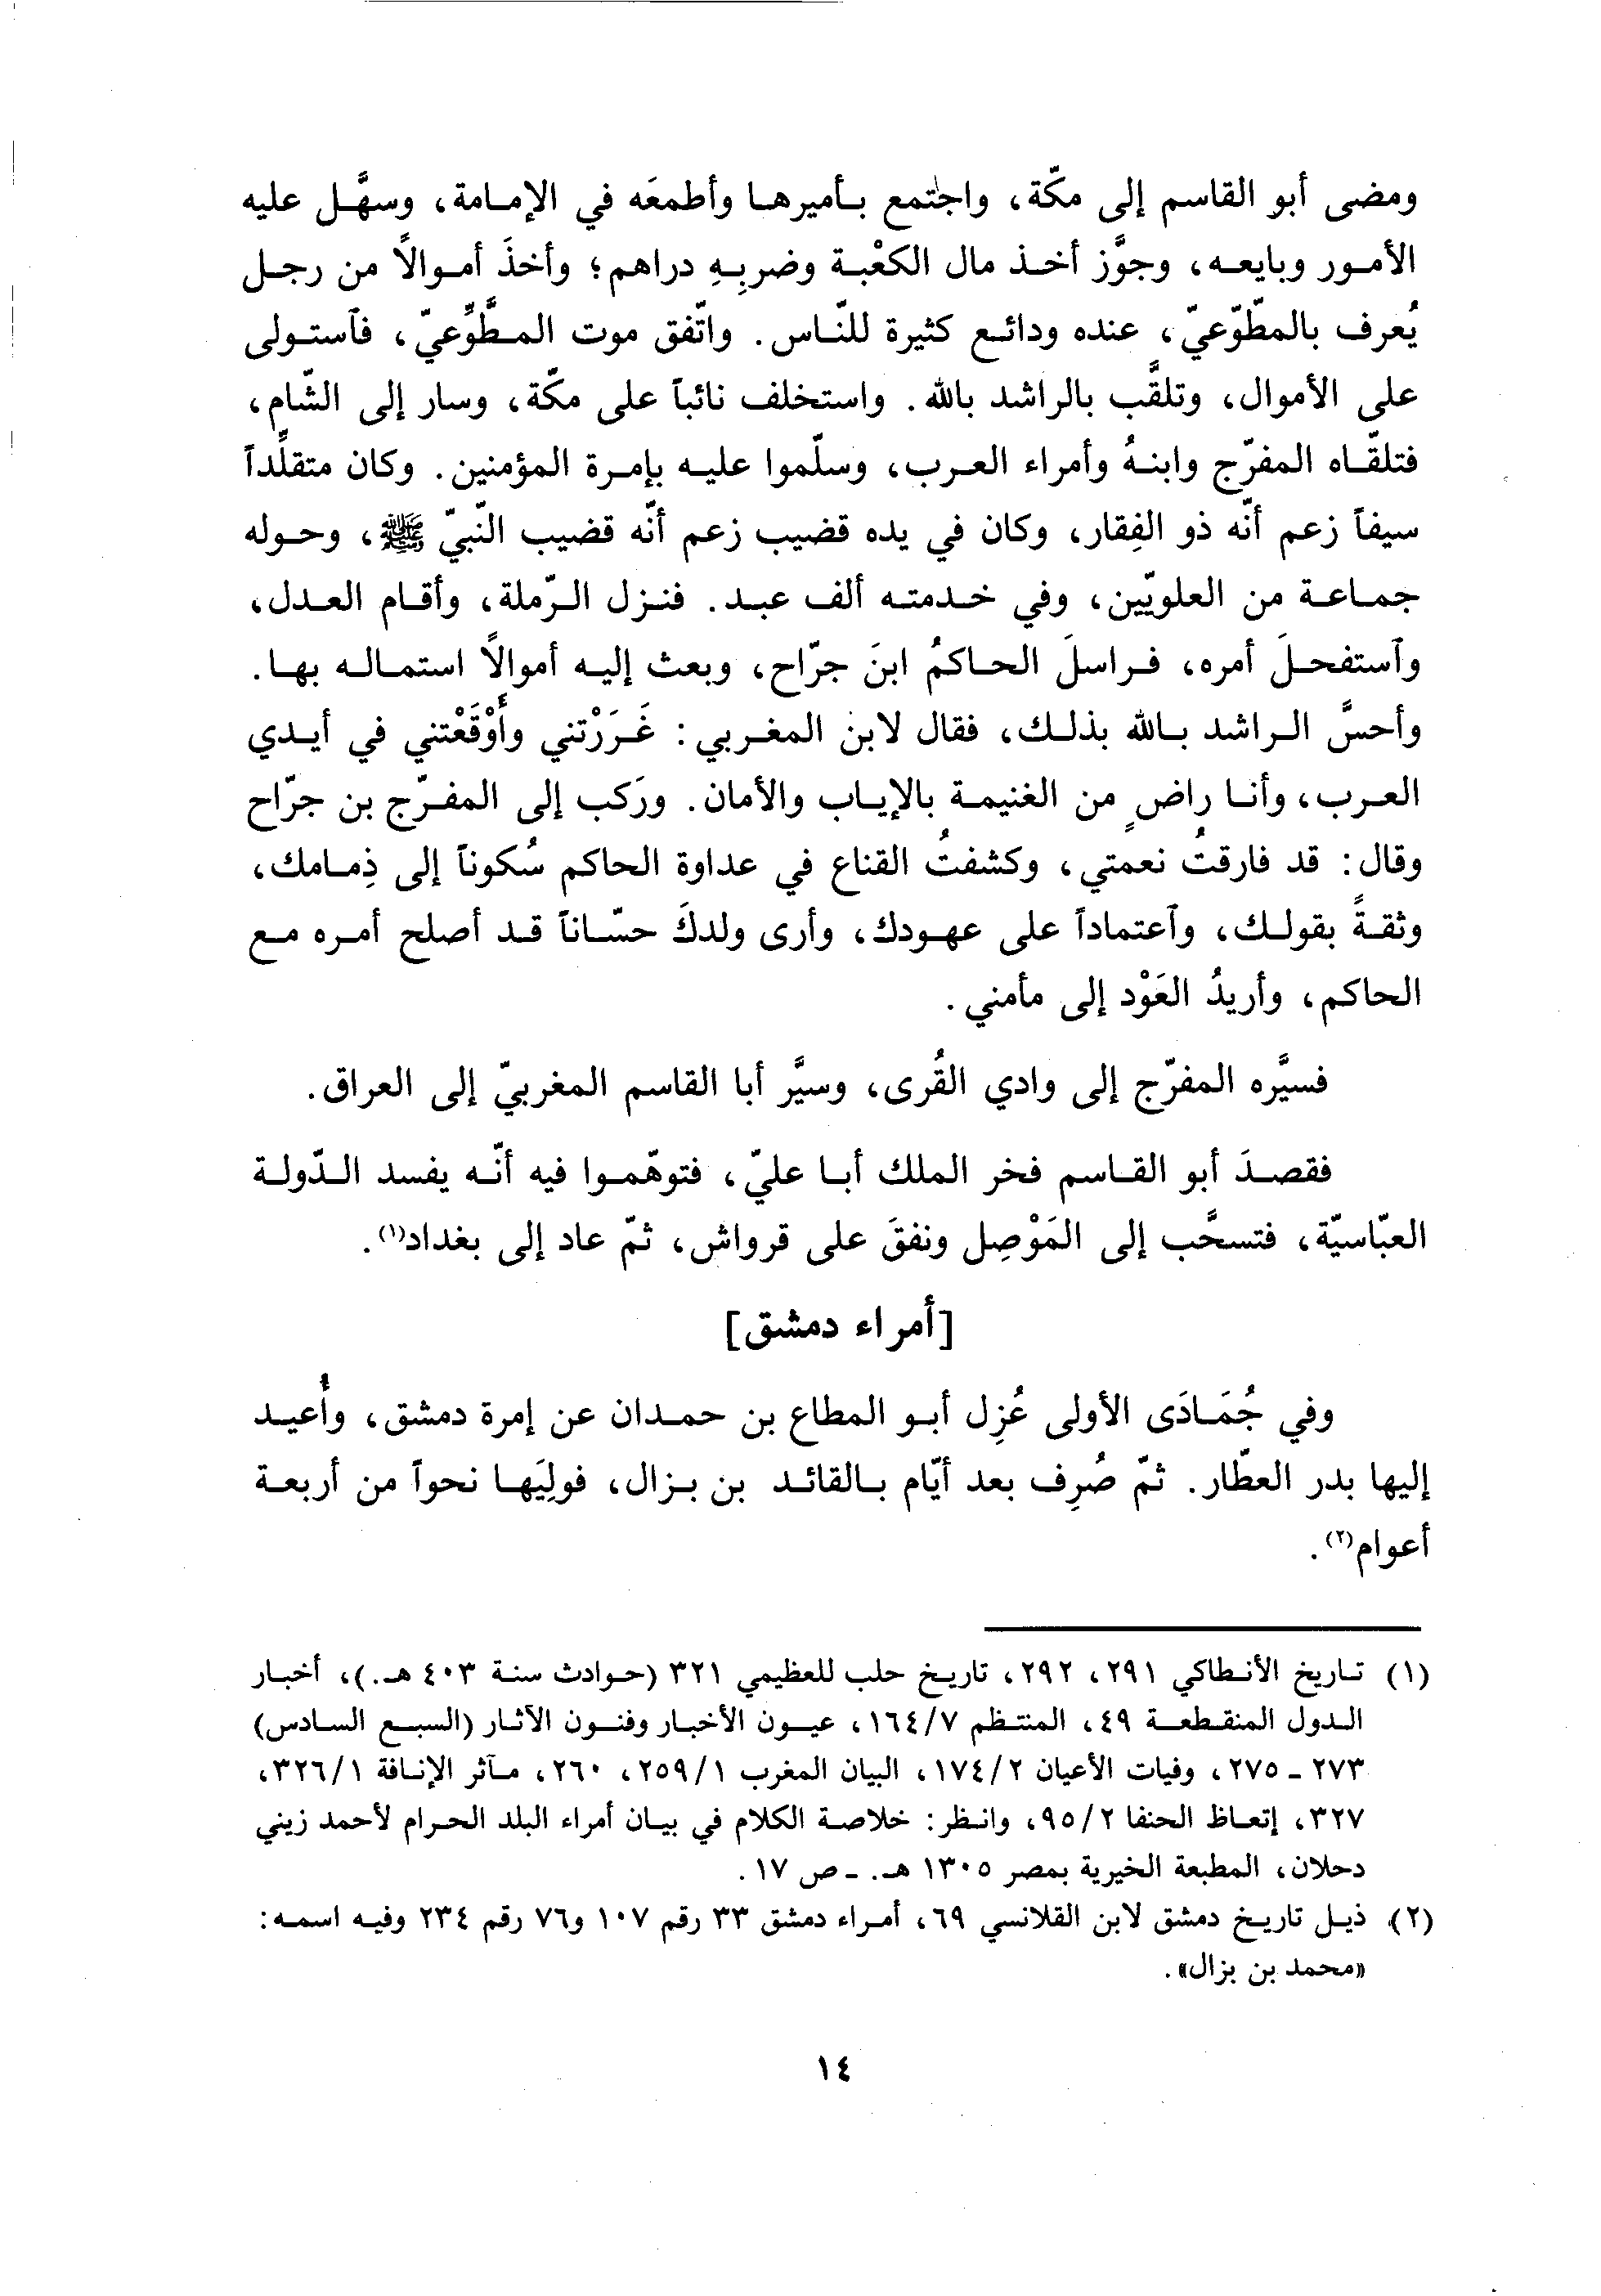 ومضى أبو القاسم إلى مكّة، واجتمع بأميرها وأطمعَه في الإمامة، وسهَّل عليه
الأمور وبايعه، وجوَّز أخذ مال الكعْبة وضربِهِ دراهم؛ وأخذَ أموالاً من رجل
يُعرف بالمطّوّعيّ، عنده ودائع كثيرة للنّاس. واتّفق موت المطَّوِّعيّ، فآستولى
على الأموال، وتلقَّب بالراشد بالله. واستخلف نائباً على مكّة، وسار إلى الشّام،
فتلقّاه المفرّج وابنهُ وأمراء العرب، وسلّموا عليه بإمرة المؤمنين. وكان متقلِّداً
سيفاً زعم أنّه ذو الفِقار، وكان في يده قضيب زعم أنّه قضيب النّبيّ ﷺ، وحوله
جماعة من العلويّين، وفي خدمته ألف عبد. فنزل الرّملة، وأقام العدل،
وآستفحلَ أمره، فراسلَ الحاكمُ ابنَ جرّاح، وبعث إليه أموالاً استماله بها.
وأحسَّ الراشد بالله بذلك، فقال لابن المغربي: غَرَرْتني وأَوْقَعْتني في أيدي
العرب، وأنا راضٍ من الغنيمة بالإياب والأمان. ورَكب إلى المفرّج بن جرّاح
وقال: قد فارقتُ نعمتي، وكشفتُ القناع في عداوة الحاكم سُكوناً إلى ذِمامك،
وثقةً بقولك، وآعتماداً على عهودك، وأرى ولدكَ حسّاناً قد أصلح أمره مع
الحاكم، وأريدُ العَوْد إلى مأمني.
فسيَّره المفرّج إلى وادي القُرى، وسيَّر أبا القاسم المغربيّ إلى العراق.
فقصدَ أبو القاسم فخر الملك أبا عليّ، فتوهّموا فيه أنّه يفسد الدّولة
العبّاسيّة، فتسحَّب إلى المَوْصِل ونفقَ على قرواش، ثمّ عاد إلى بغداد(١).
[أمراء دمشق]
وفي جُمَادَى الأولى عُزِل أبو المطاع بن حمدان عن إمرة دمشق، وأُعيد
إليها بدر العطّار. ثمّ صُرِف بعد أيّام بالقائد بن بزال، فولِيَها نحواً من أربعة
أعوام(٢).
(١) تاريخ الأنطاكي ٢٩١، ٢٩٢، تاريخ حلب للعظيمي ٣٢١ (حوادث سنة ٤٠٣ هـ.)، أخبار
الدول المنقطعة ٤٩، المنتظم ١٦٤/٧، عيون الأخبار وفنون الآثار (السبع السادس)
٢٧٣ ـ ٢٧٥، وفيات الأعيان ١٧٤/٢، البيان المغرب ٢٥٩/١، ٢٦٠، مآثر الإنافة ٣٢٦/١،
٣٢٧، إتعاظ الحنفا ٩٥/٢، وانظر: خلاصة الكلام في بيان أمراء البلد الحرام لأحمد زيني
دحلان، المطبعة الخيرية بمصر ١٣٠٥ هـ. ـ ص ١٧.
(٢) ذيل تاريخ دمشق لابن القلانسي ٦٩، أمراء دمشق ٣٣ رقم ١٠٧ و٧٦ رقم ٢٣٤ وفيه اسمه:
«محمد بن بزال».
١٤